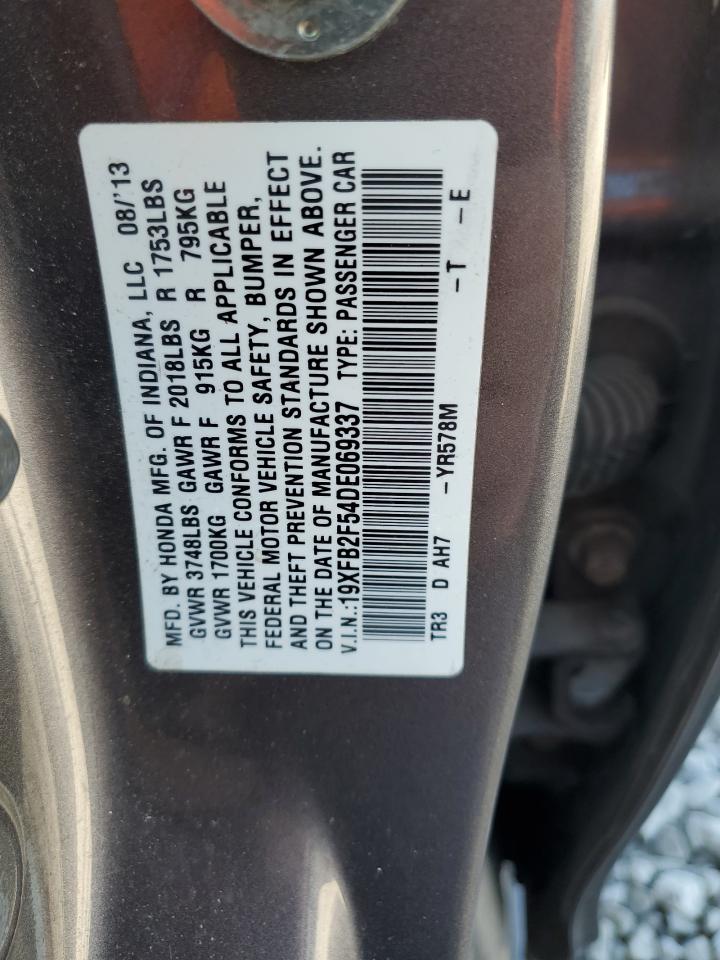 MFD. BY HONDA MFG. OF INDIANA, LLC 08/'13
GVWR 3748LBS GAWR F 2018LBS R 1753LBS
GVWR 1700KG GAWR F 915KG R 795KG
THIS VEHICLE CONFORMS TO ALL APPLICABLE
FEDERAL MOTOR VEHICLE SAFETY, BUMPER,
AND THEFT PREVENTION STANDARDS IN EFFECT
ON THE DATE OF MANUFACTURE SHOWN ABOVE.
V.I.N.:19XFB2F54DE069337 TYPE: PASSENGER CAR
TR3 D AH7 -YR578M -T -E